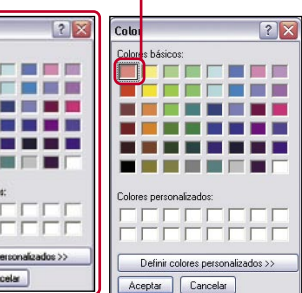 s:
ersonalizados >>
celar
Color
Colores básicos:
Colores personalizados:
Definir colores personalizados >>
Aceptar
Cancelar